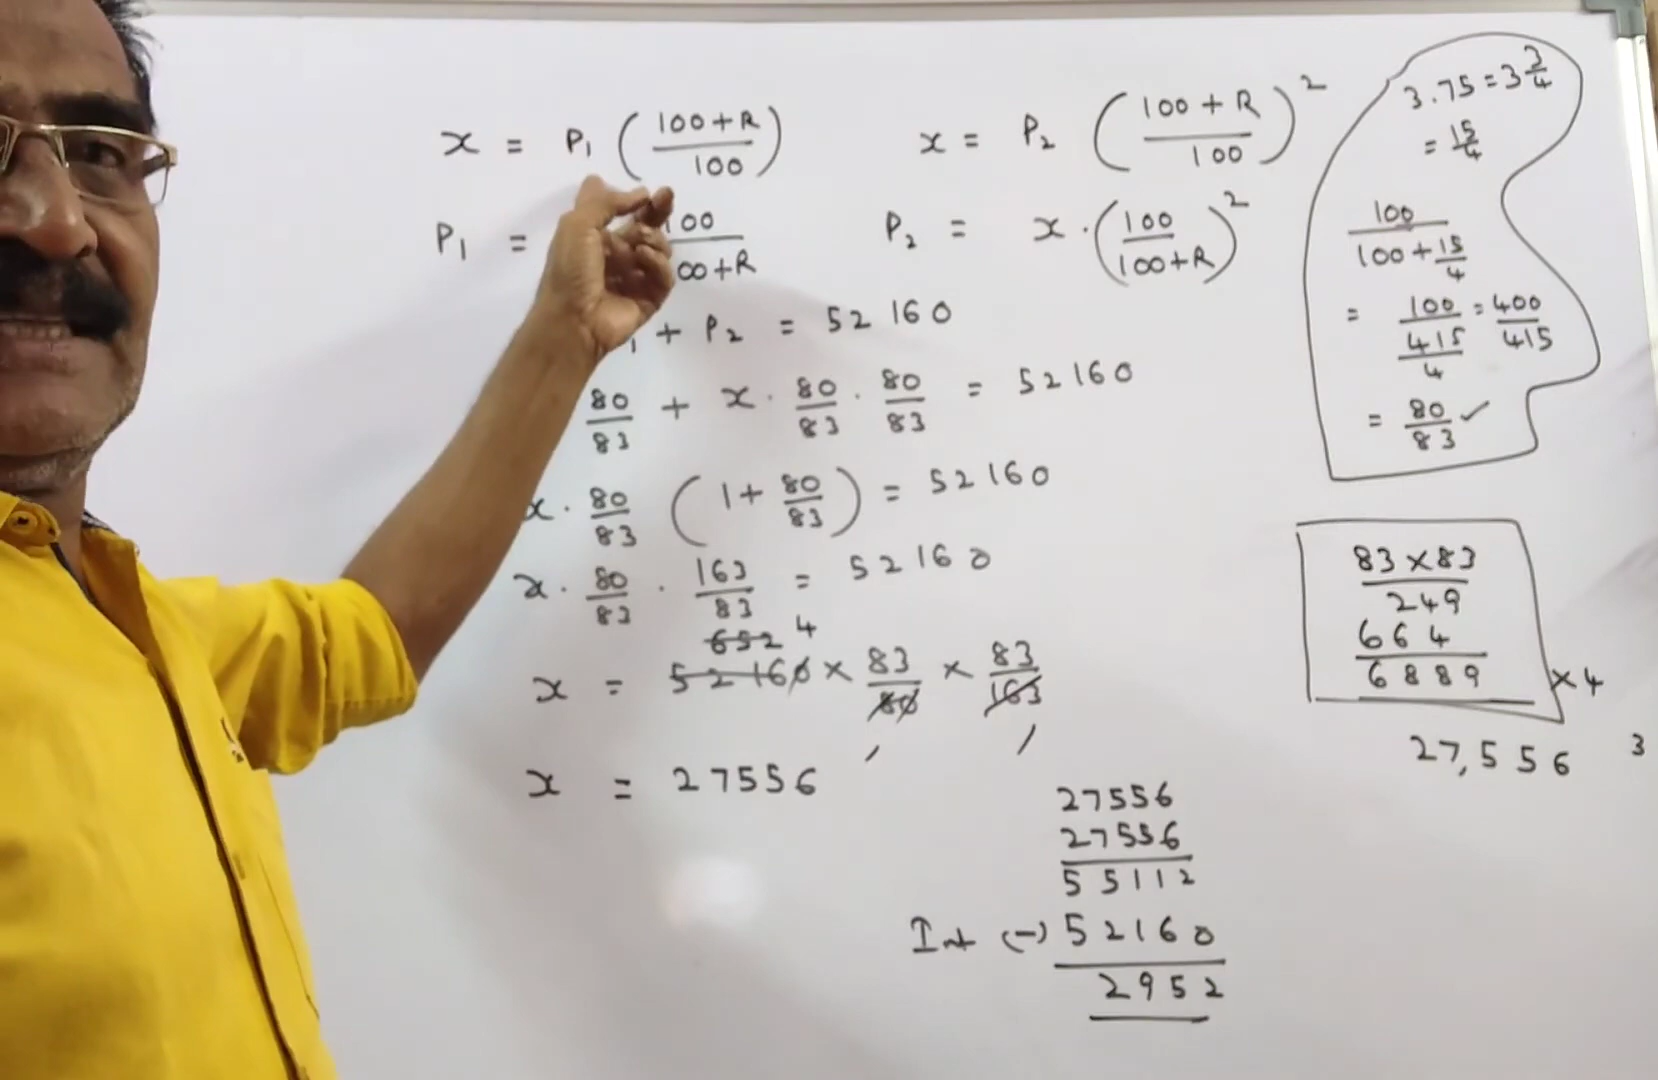 x = P₁ ( (100 + R)/100 )
P₁ = 100/00+R
+ P₂ = 52160
80/83 + x · 80/83 · 80/83 = 52160
x · 80/83 ( 1 + 80/83 ) = 52160
x · 80/83 · 163/83 = 52160
652 4
x = 52160 × 83/80 × 83/163
x = 27556
x = P₂ ( (100 + R)/100 )²
P₂ = x · ( 100/(100+R) )²
27556
27556
55112
Int (-) 52160
2952
3.75 = 3 3/4
= 15/4
100/(100 + 15/4)
= 100/(415/4) = 400/415
= 80/83 ✓
83 × 83
249
664
6889 × 4
27,556
3